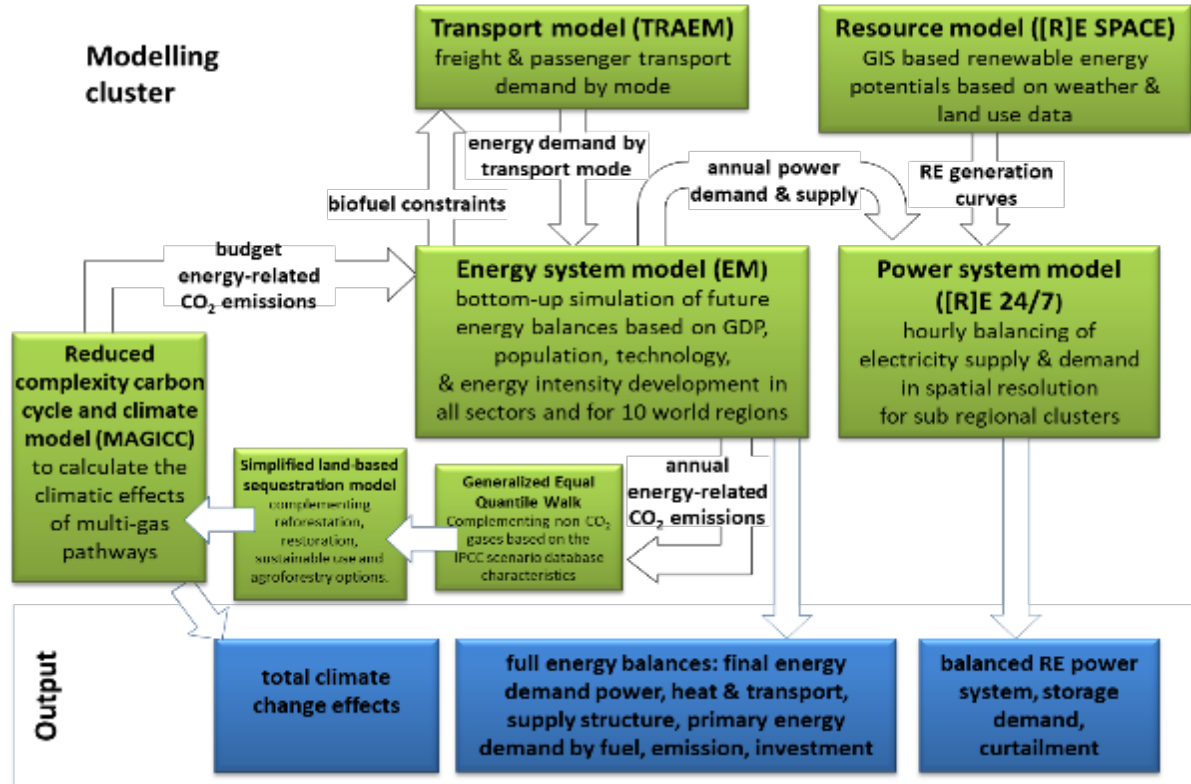 Modelling
cluster
Transport model (TRAEM)
freight & passenger transport
demand by mode
Resource model ([R]E SPACE)
GIS based renewable energy
potentials based on weather &
land use data
energy demand by
transport mode
biofuel constraints
annual power
demand & supply
RE generation
curves
budget
energy-related
CO₂ emissions
Energy system model (EM)
bottom-up simulation of future
energy balances based on GDP,
population, technology,
& energy intensity development in
all sectors and for 10 world regions
Power system model
([R]E 24/7)
hourly balancing of
electricity supply & demand
in spatial resolution
for sub regional clusters
Reduced
complexity carbon
cycle and climate
model (MAGICC)
to calculate the
climatic effects
of multi-gas
pathways
Simplified land-based
sequestration model
complementing
reforestation,
restoration,
sustainable use and
agroforestry options.
Generalized Equal
Quantile Walk
Complementing non CO₂
gases based on the
IPCC scenario database
characteristics
annual
energy-related
CO₂ emissions
Output
total climate
change effects
full energy balances: final energy
demand power, heat & transport,
supply structure, primary energy
demand by fuel, emission, investment
balanced RE power
system, storage
demand,
curtailment